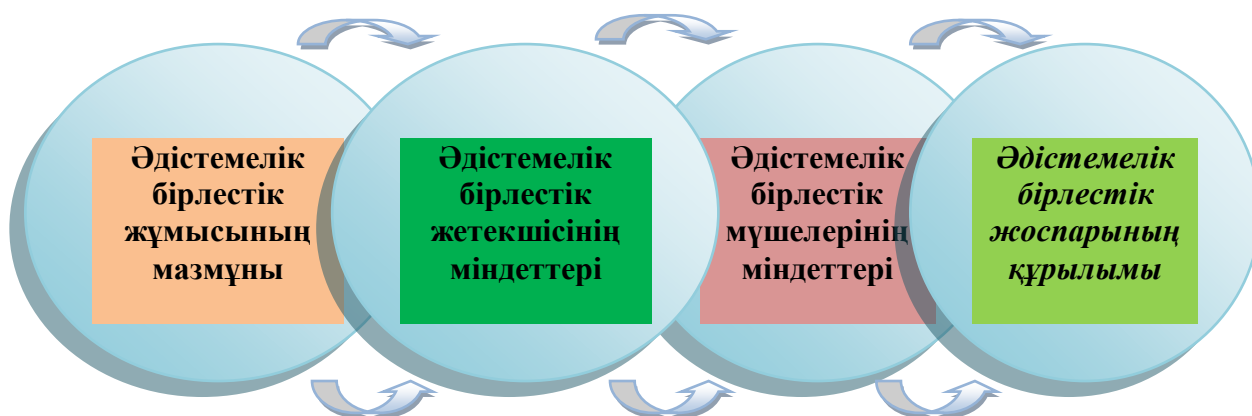 Әдістемелік
бірлестік
жұмысының
мазмұны
Әдістемелік
бірлестік
жетекшісінің
міндеттері
Әдістемелік
бірлестік
мүшелерінің
міндеттері
Әдістемелік
бірлестік
жоспарының
құрылымы